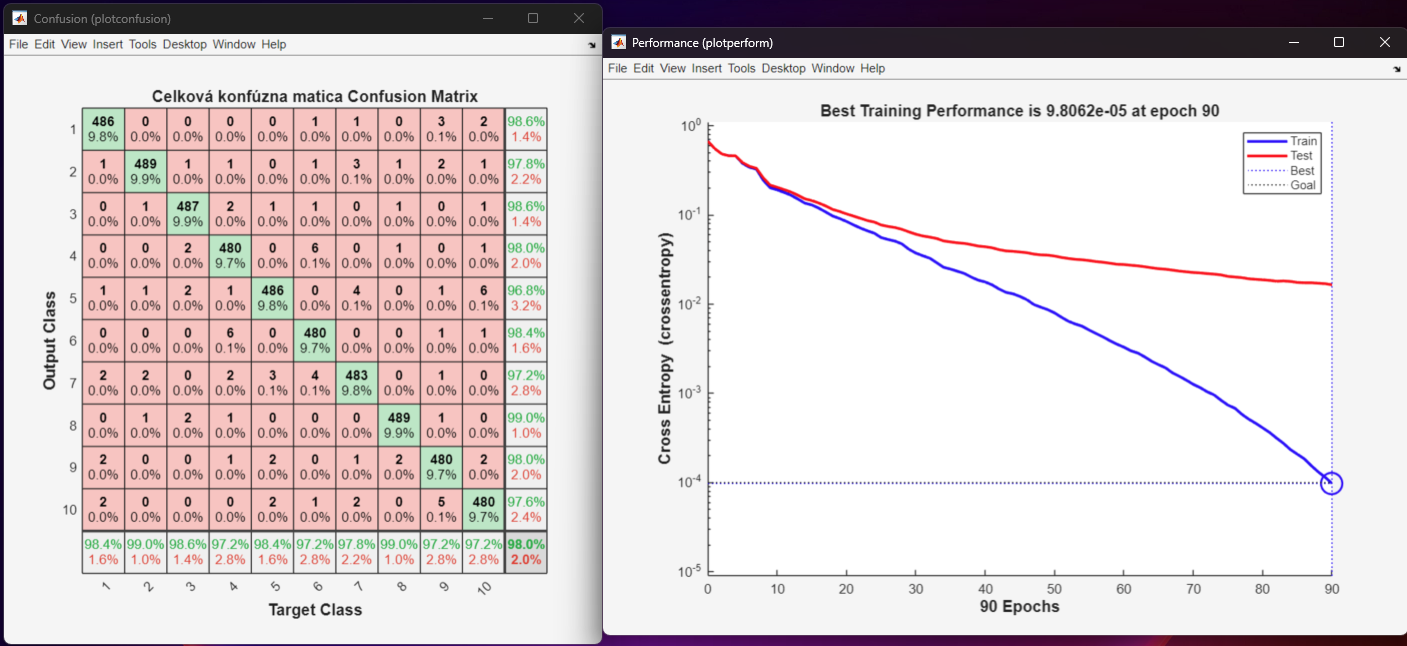 Confusion (plotconfusion)
File Edit View Insert Tools Desktop Window Help
Celková konfúzna matica Confusion Matrix
Output Class
1 486 0 0 0 0 1 1 0 3 2 98.6%
9.8% 0.0% 0.0% 0.0% 0.0% 0.0% 0.0% 0.0% 0.1% 0.0% 1.4%
2 1 489 1 1 0 1 3 1 2 1 97.8%
0.0% 9.9% 0.0% 0.0% 0.0% 0.0% 0.1% 0.0% 0.0% 0.0% 2.2%
3 0 1 487 2 1 1 0 1 0 1 98.6%
0.0% 0.0% 9.9% 0.0% 0.0% 0.0% 0.0% 0.0% 0.0% 0.0% 1.4%
4 0 0 2 480 0 6 0 1 0 1 98.0%
0.0% 0.0% 0.0% 9.7% 0.0% 0.1% 0.0% 0.0% 0.0% 0.0% 2.0%
5 1 1 2 1 486 0 4 0 1 6 96.8%
0.0% 0.0% 0.0% 0.0% 9.8% 0.0% 0.1% 0.0% 0.0% 0.1% 3.2%
6 0 0 0 6 0 480 0 0 1 1 98.4%
0.0% 0.0% 0.0% 0.1% 0.0% 9.7% 0.0% 0.0% 0.0% 0.0% 1.6%
7 2 2 0 2 3 4 483 0 1 0 97.2%
0.0% 0.0% 0.0% 0.0% 0.1% 0.1% 9.8% 0.0% 0.0% 0.0% 2.8%
8 0 1 2 1 0 0 0 489 1 0 99.0%
0.0% 0.0% 0.0% 0.0% 0.0% 0.0% 0.0% 9.9% 0.0% 0.0% 1.0%
9 2 0 0 1 2 0 1 2 480 2 98.0%
0.0% 0.0% 0.0% 0.0% 0.0% 0.0% 0.0% 0.0% 9.7% 0.0% 2.0%
10 2 0 0 0 2 1 2 0 5 480 97.6%
0.0% 0.0% 0.0% 0.0% 0.0% 0.0% 0.0% 0.0% 0.1% 9.7% 2.4%
98.4% 99.0% 98.6% 97.2% 98.4% 97.2% 97.8% 99.0% 97.2% 97.2% 98.0%
1.6% 1.0% 1.4% 2.8% 1.6% 2.8% 2.2% 1.0% 2.8% 2.8% 2.0%
1 2 3 4 5 6 7 8 9 10
Target Class
Performance (plotperform)
File Edit View Insert Tools Desktop Window Help
Best Training Performance is 9.8062e-05 at epoch 90
Cross Entropy (crossentropy)
10^0
10^-1
10^-2
10^-3
10^-4
10^-5
Train
Test
Best
Goal
0 10 20 30 40 50 60 70 80 90
90 Epochs